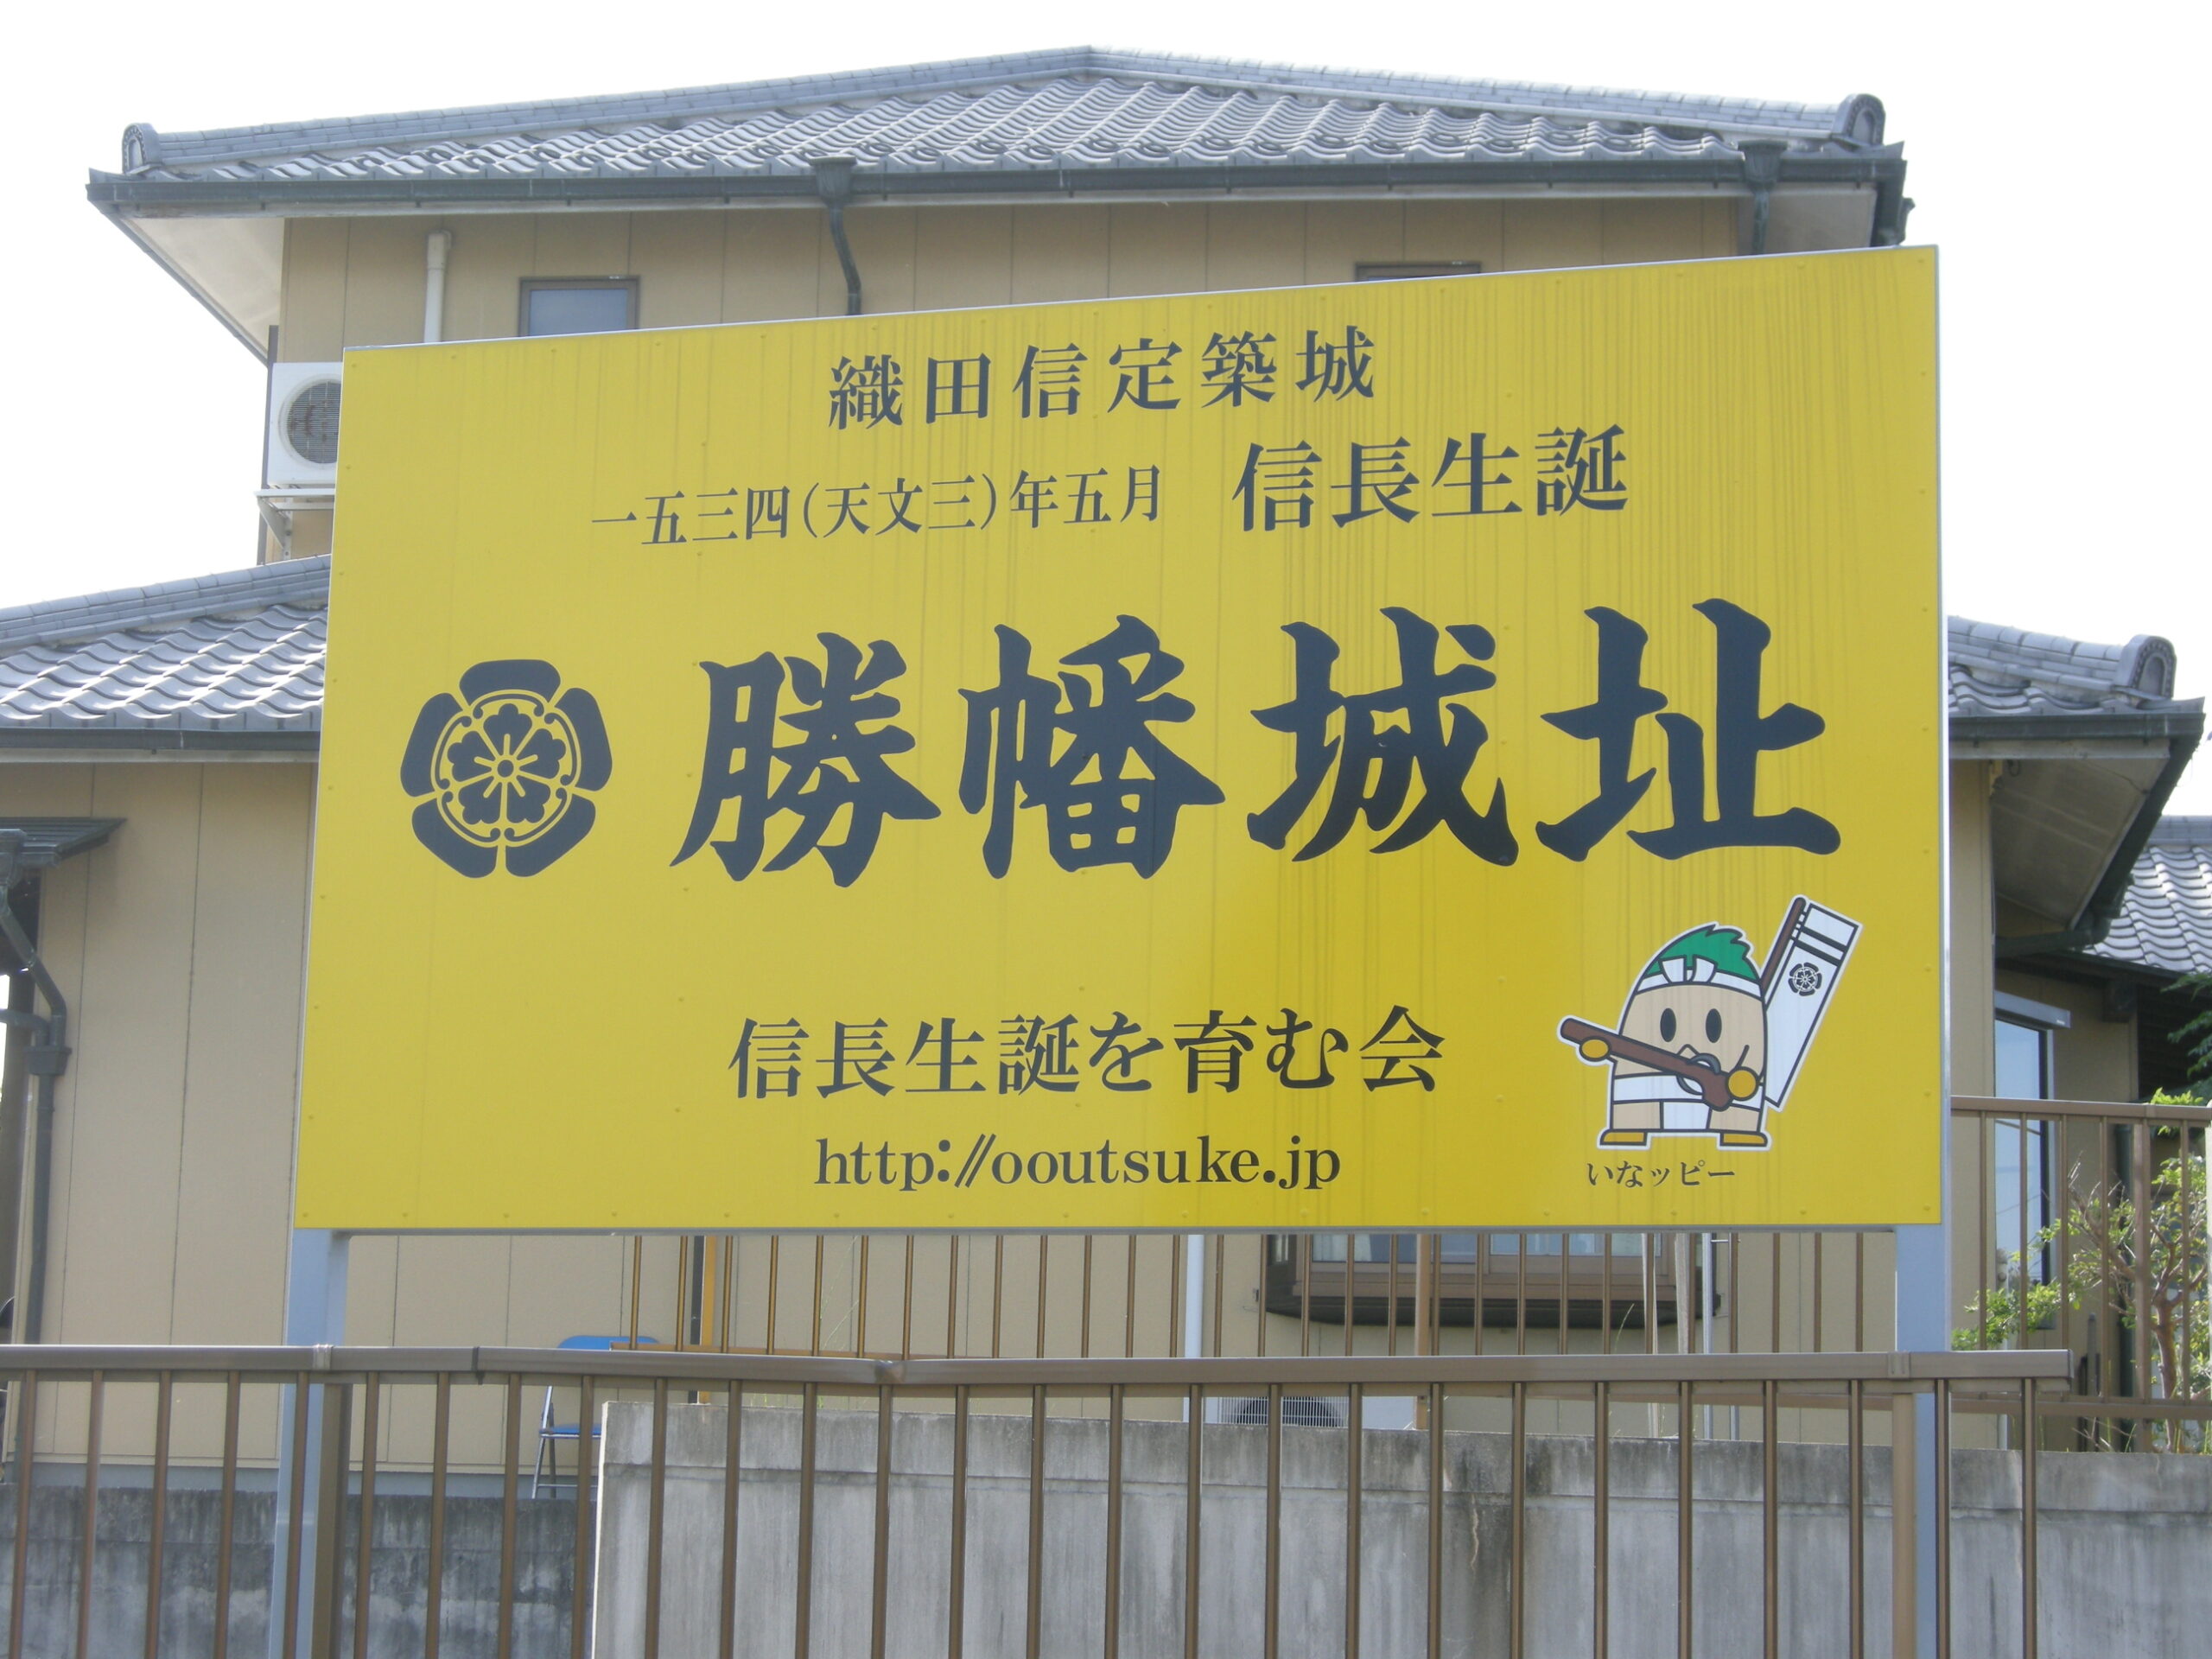 織田信定築城
一五三四(天文三)年五月 信長生誕
勝幡城址
信長生誕を育む会
http://ooutsuke.jp
いなッピー